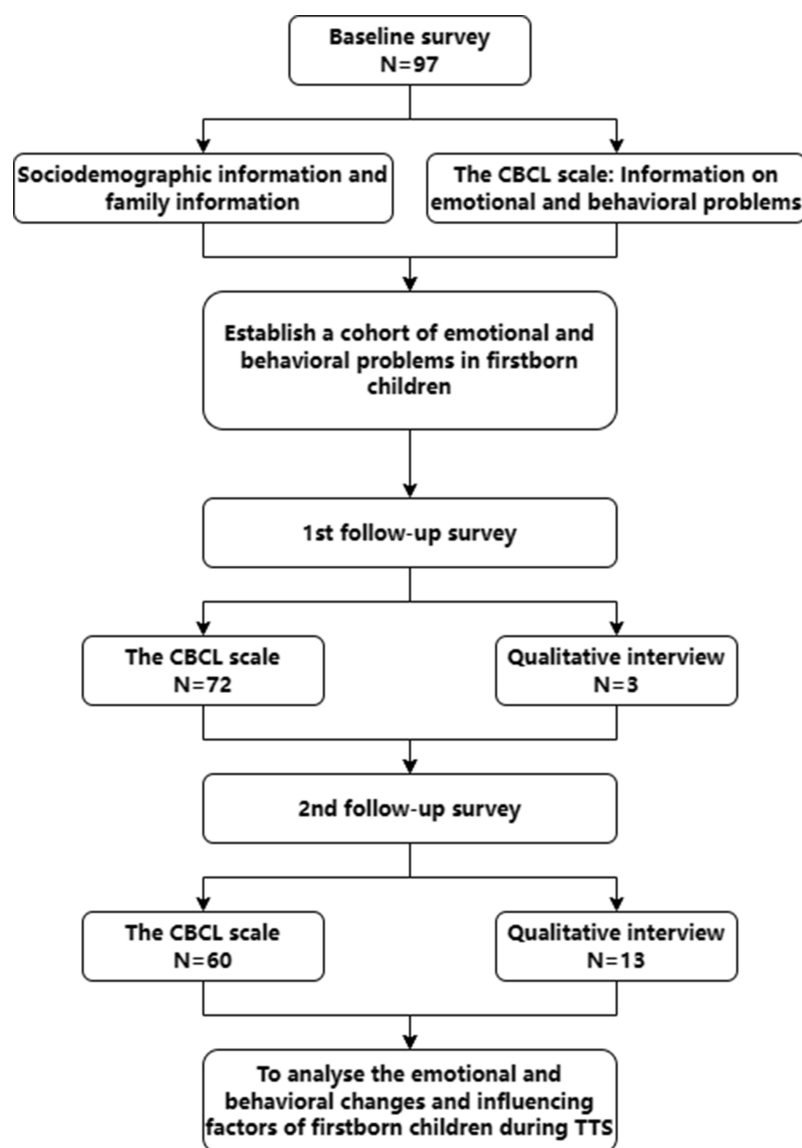 Baseline survey
N=97
Sociodemographic information and
family information
The CBCL scale: Information on
emotional and behavioral problems
Establish a cohort of emotional and
behavioral problems in firstborn
children
1st follow-up survey
The CBCL scale
N=72
Qualitative interview
N=3
2nd follow-up survey
The CBCL scale
N=60
Qualitative interview
N=13
To analyse the emotional and
behavioral changes and influencing
factors of firstborn children during TTS